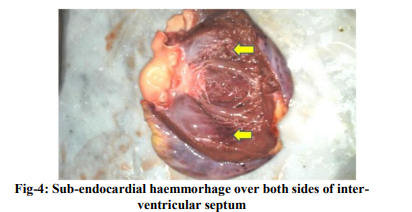 Fig-4: Sub-endocardial haemmorhage over both sides of inter-
ventricular septum